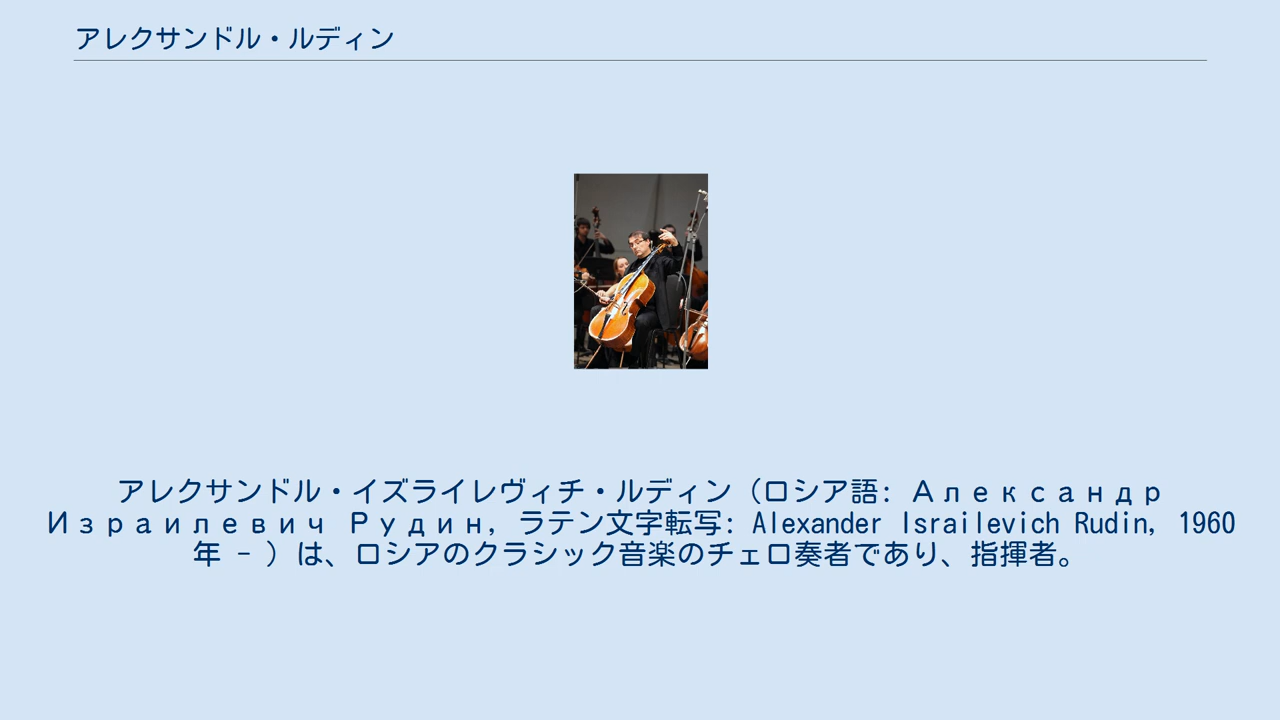 アレクサンドル・ルディン
アレクサンドル・イズライレヴィチ・ルディン（ロシア語: Александр
Израилевич Рудин, ラテン文字転写: Alexander Israilevich Rudin, 1960
年 - ）は、ロシアのクラシック音楽のチェロ奏者であり、指揮者。